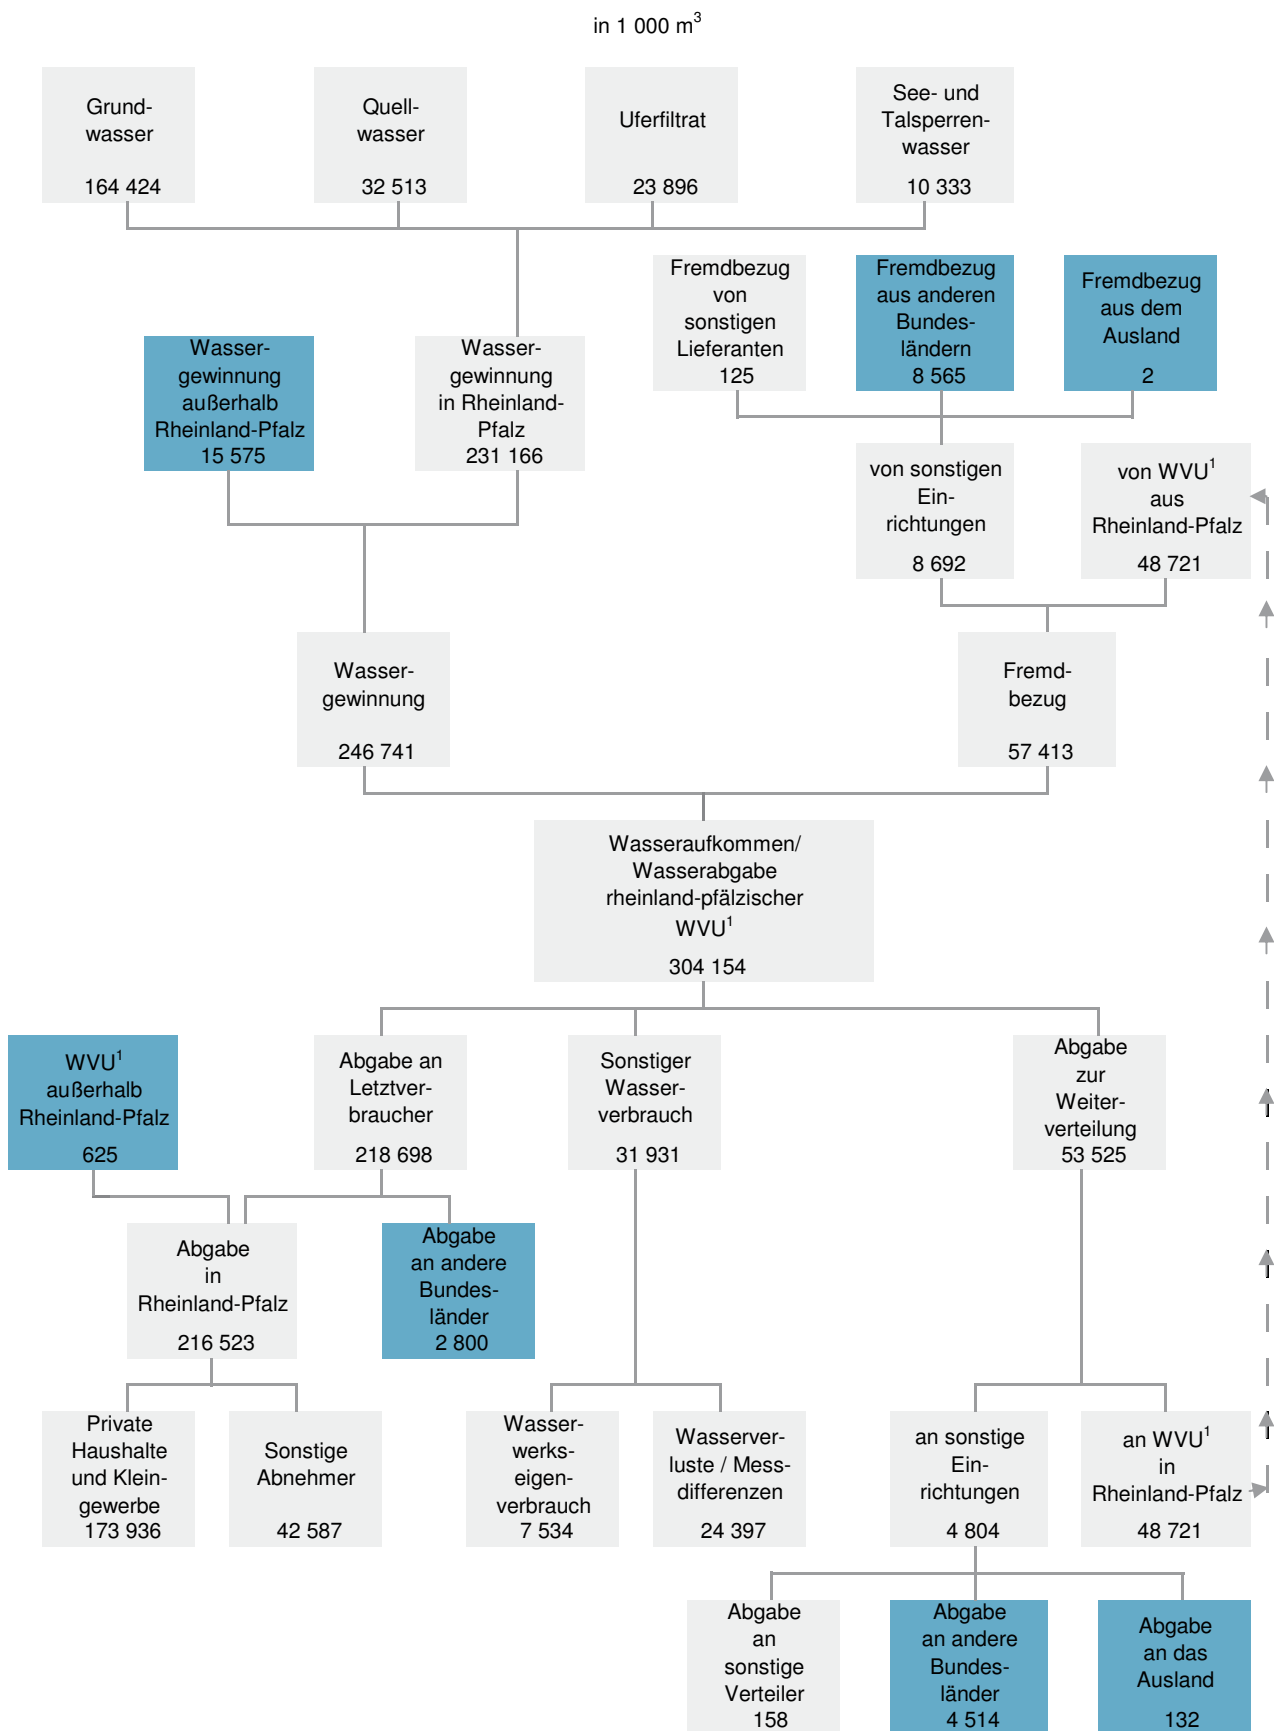 in 1 000 m³
Grund-
wasser
164 424
Quell-
wasser
32 513
Uferfiltrat
23 896
See- und
Talsperren-
wasser
10 333
Fremdbezug
von
sonstigen
Lieferanten
125
Fremdbezug
aus anderen
Bundes-
ländern
8 565
Fremdbezug
aus dem
Ausland
2
Wasser-
gewinnung
außerhalb
Rheinland-Pfalz
15 575
Wasser-
gewinnung
in Rheinland-
Pfalz
231 166
von sonstigen
Ein-
richtungen
8 692
von WVU¹
aus
Rheinland-Pfalz
48 721
Wasser-
gewinnung
246 741
Fremd-
bezug
57 413
Wasseraufkommen/
Wasserabgabe
rheinland-pfälzischer
WVU¹
304 154
WVU¹
außerhalb
Rheinland-Pfalz
625
Abgabe an
Letztver-
braucher
218 698
Sonstiger
Wasser-
verbrauch
31 931
Abgabe
zur
Weiter-
verteilung
53 525
Abgabe
in
Rheinland-Pfalz
216 523
Abgabe
an andere
Bundes-
länder
2 800
Private
Haushalte
und Klein-
gewerbe
173 936
Sonstige
Abnehmer
42 587
Wasser-
werks-
eigen-
verbrauch
7 534
Wasserver-
luste / Mess-
differenzen
24 397
an sonstige
Ein-
richtungen
4 804
an WVU¹
in
Rheinland-Pfalz
48 721
Abgabe
an
sonstige
Verteiler
158
Abgabe
an andere
Bundes-
länder
4 514
Abgabe
an das
Ausland
132